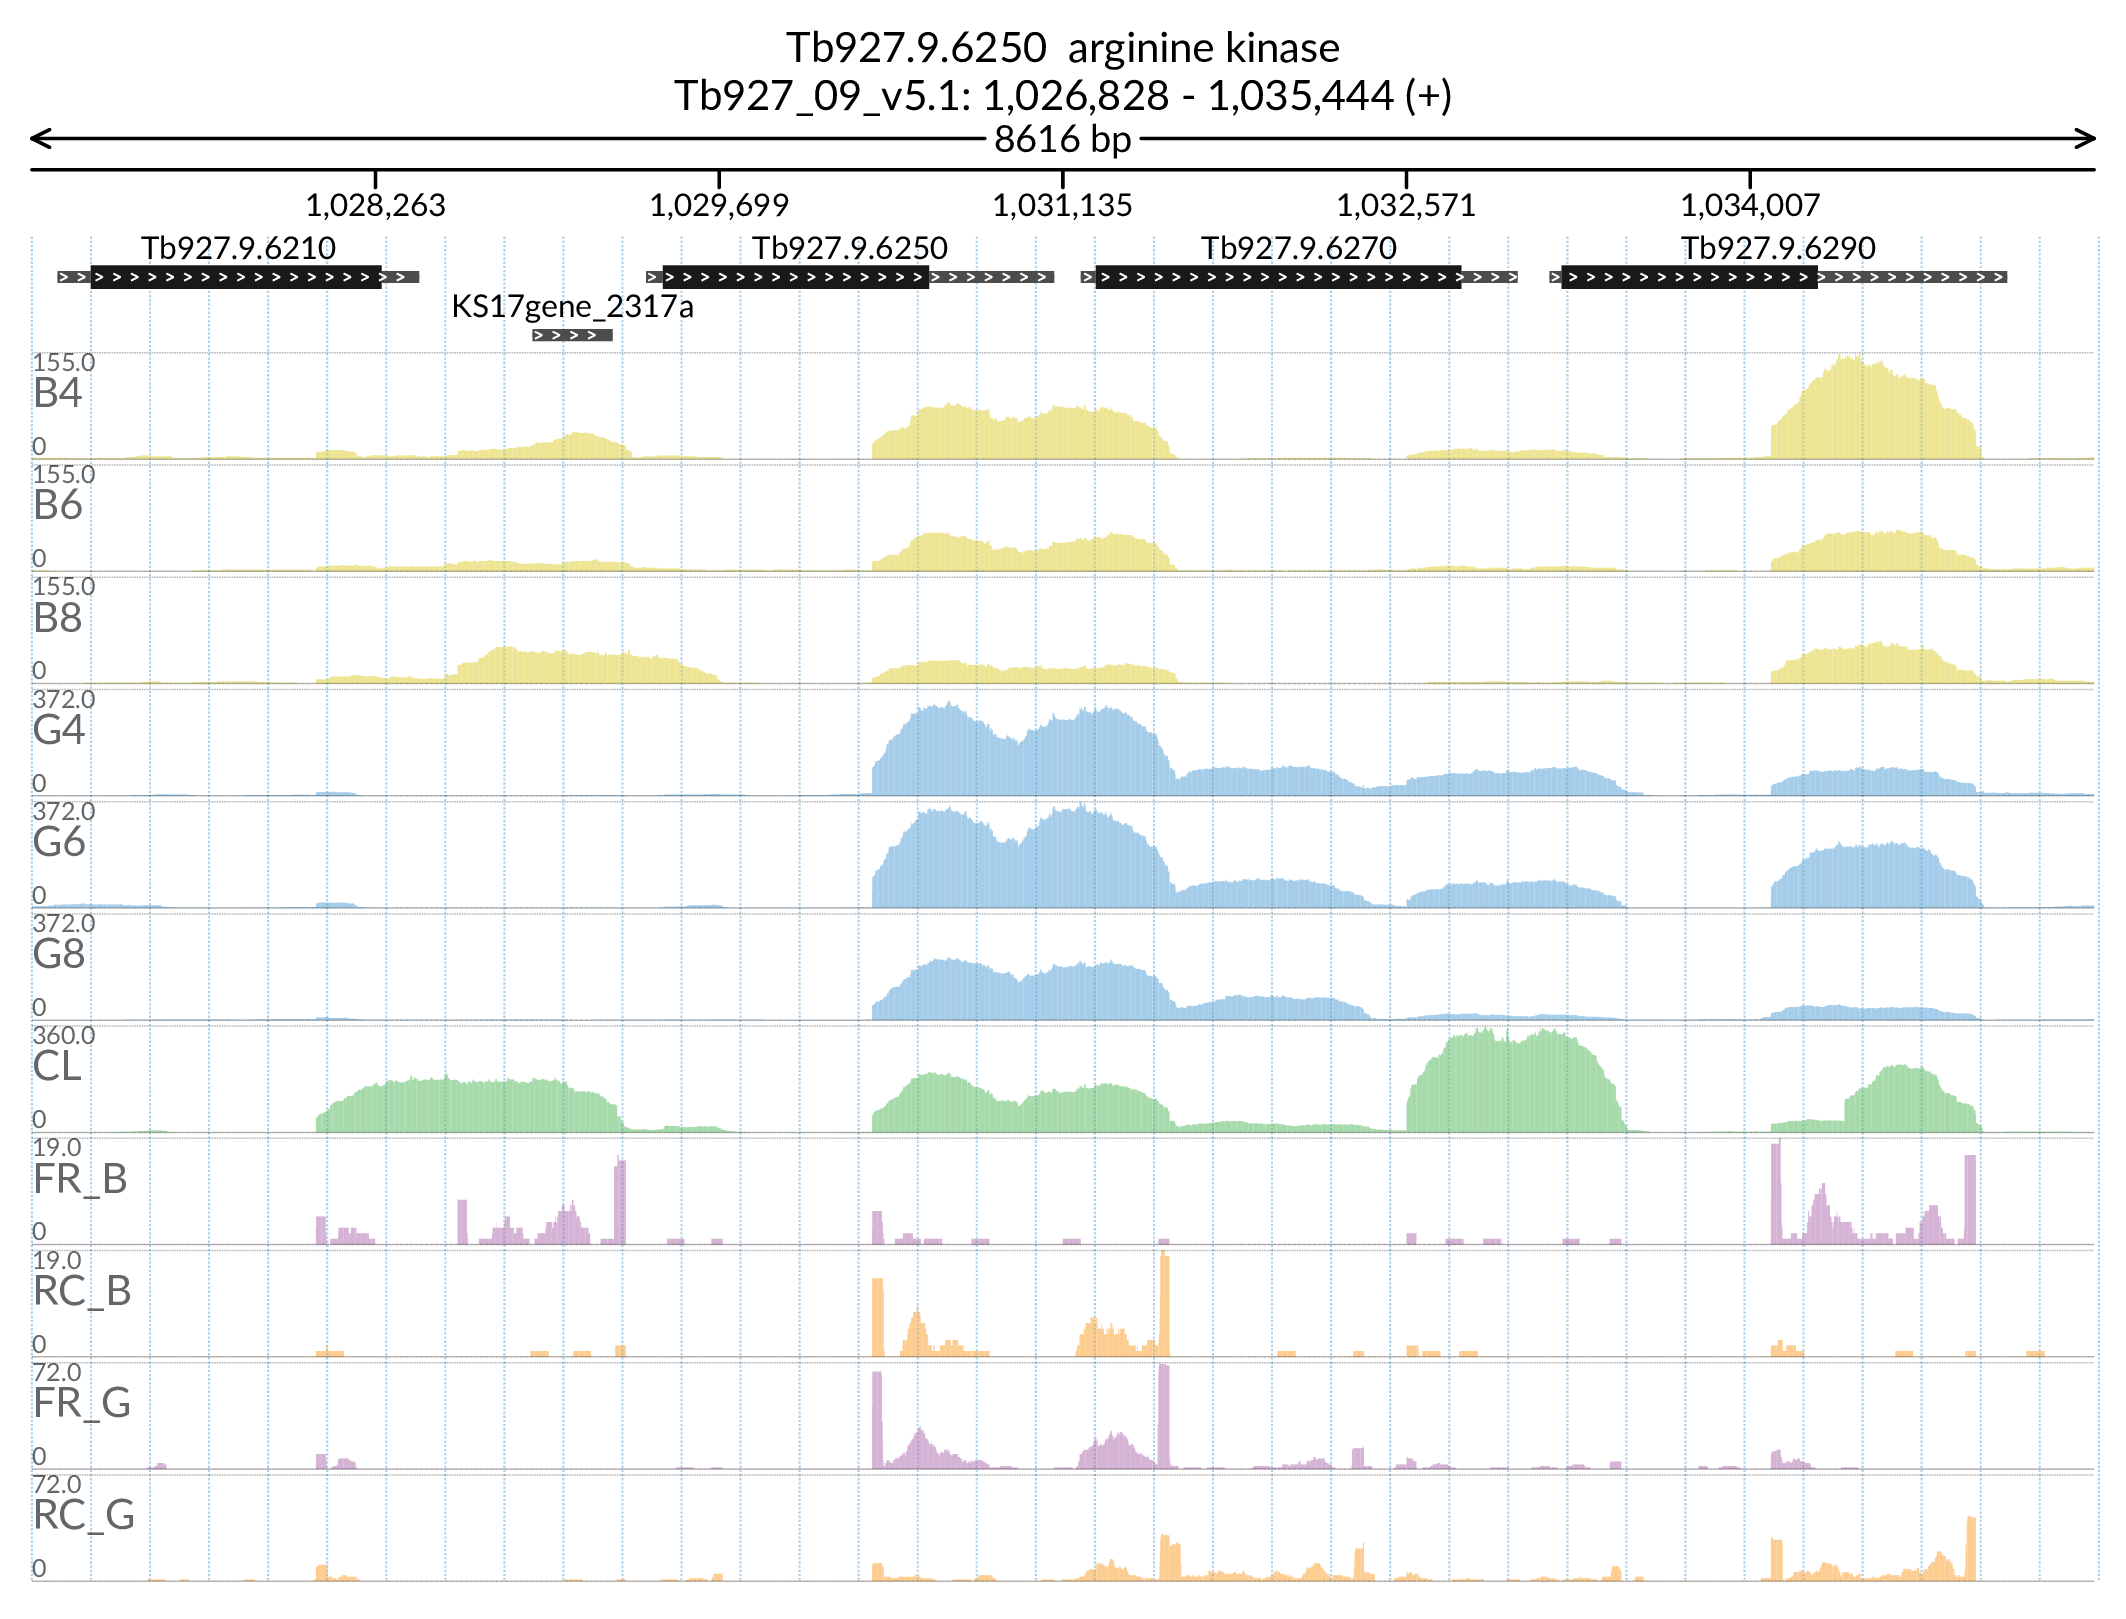 Tb927.9.6250 arginine kinase
Tb927_09_v5.1: 1,026,828 - 1,035,444 (+)
8616 bp
1,028,263 1,029,699 1,031,135 1,032,571 1,034,007
Tb927.9.6210 Tb927.9.6250 Tb927.9.6270 Tb927.9.6290
KS17gene_2317a
155.0
B4
0
155.0
B6
0
155.0
B8
0
372.0
G4
0
372.0
G6
0
372.0
G8
0
360.0
CL
0
19.0
FR_B
0
19.0
RC_B
0
72.0
FR_G
0
72.0
RC_G
0